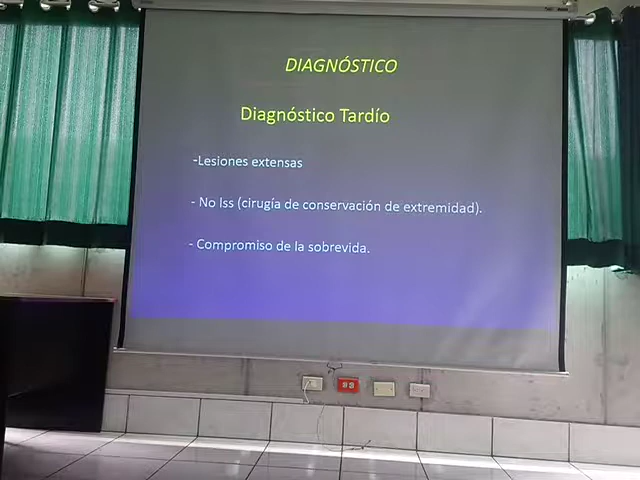 DIAGNÓSTICO
Diagnóstico Tardío
-Lesiones extensas
- No lss (cirugía de conservación de extremidad).
- Compromiso de la sobrevida.